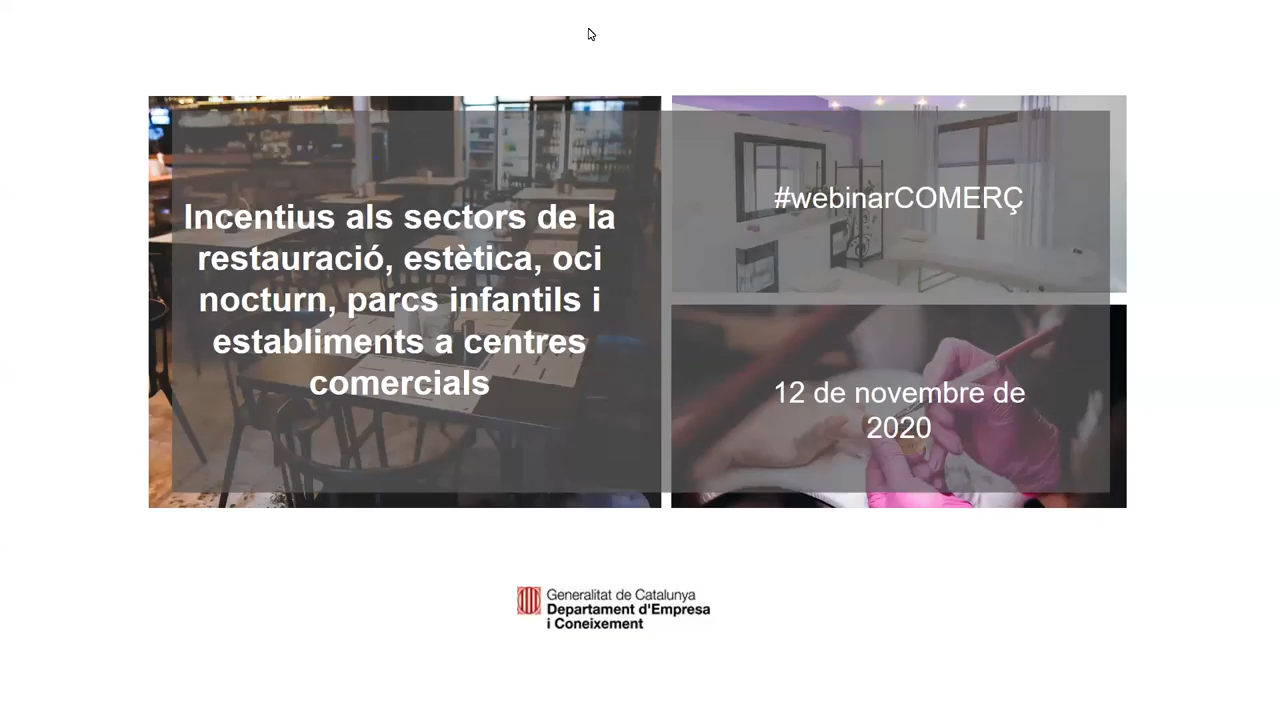 Incentius als sectors de la
restauració, estètica, oci
nocturn, parcs infantils i
establiments a centres
comercials
#webinarCOMERÇ
12 de novembre de
2020
Generalitat de Catalunya
Departament d'Empresa
i Coneixement